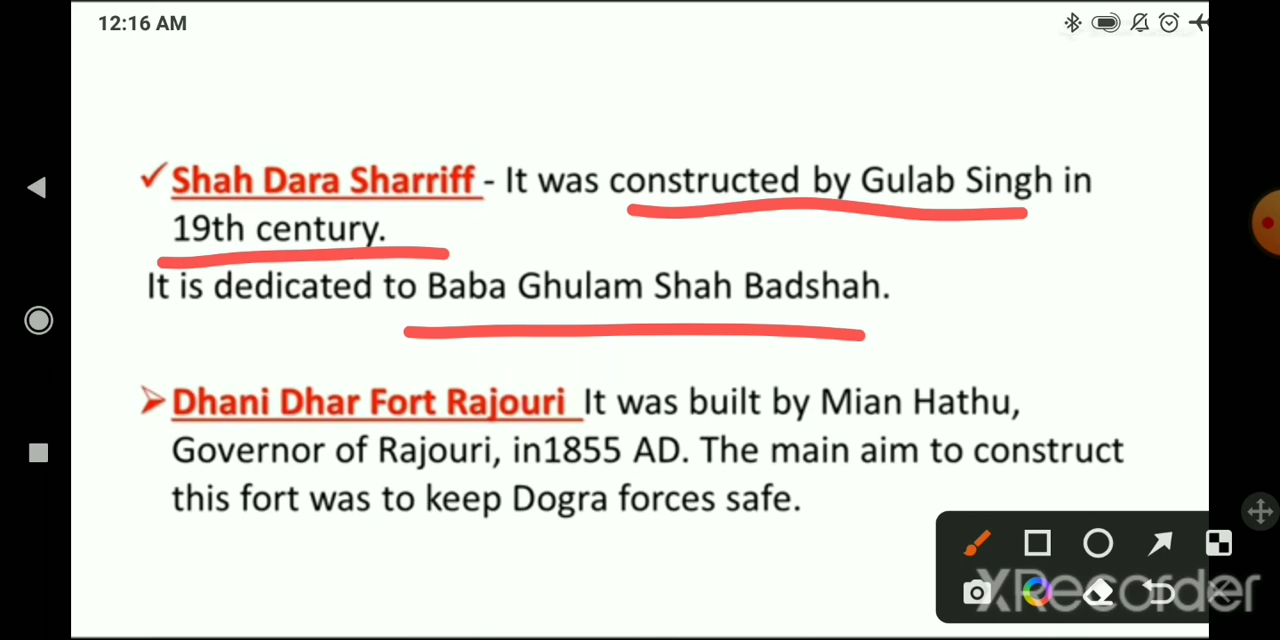 12:16 AM
✓ Shah Dara Sharriff - It was constructed by Gulab Singh in
19th century.
It is dedicated to Baba Ghulam Shah Badshah.
➢ Dhani Dhar Fort Rajouri It was built by Mian Hathu,
Governor of Rajouri, in1855 AD. The main aim to construct
this fort was to keep Dogra forces safe.
XRecorder